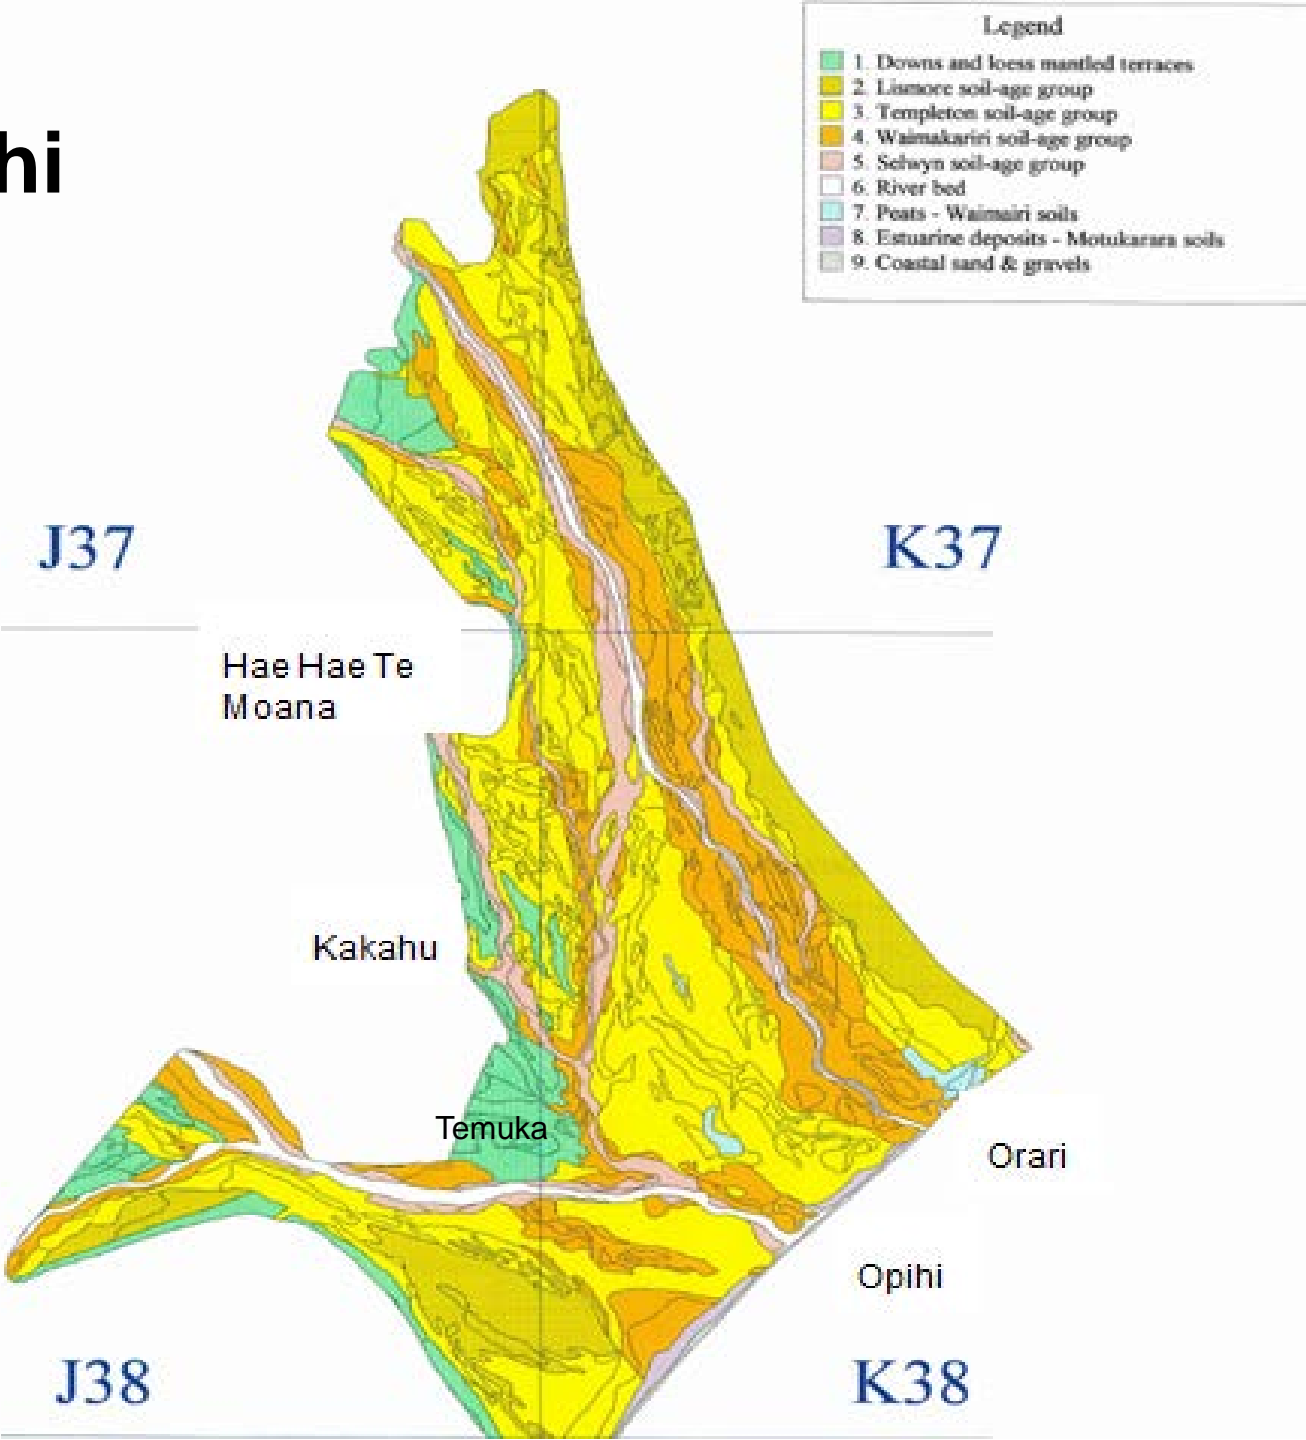 hi
Legend
1. Downs and loess mantled terraces
2. Lismore soil-age group
3. Templeton soil-age group
4. Waimakariri soil-age group
5. Selwyn soil-age group
6. River bed
7. Peats - Waimairi soils
8. Estuarine deposits - Motukarara soils
9. Coastal sand & gravels
J37
K37
Hae Hae Te
Moana
Kakahu
Temuka
Orari
Opihi
J38
K38